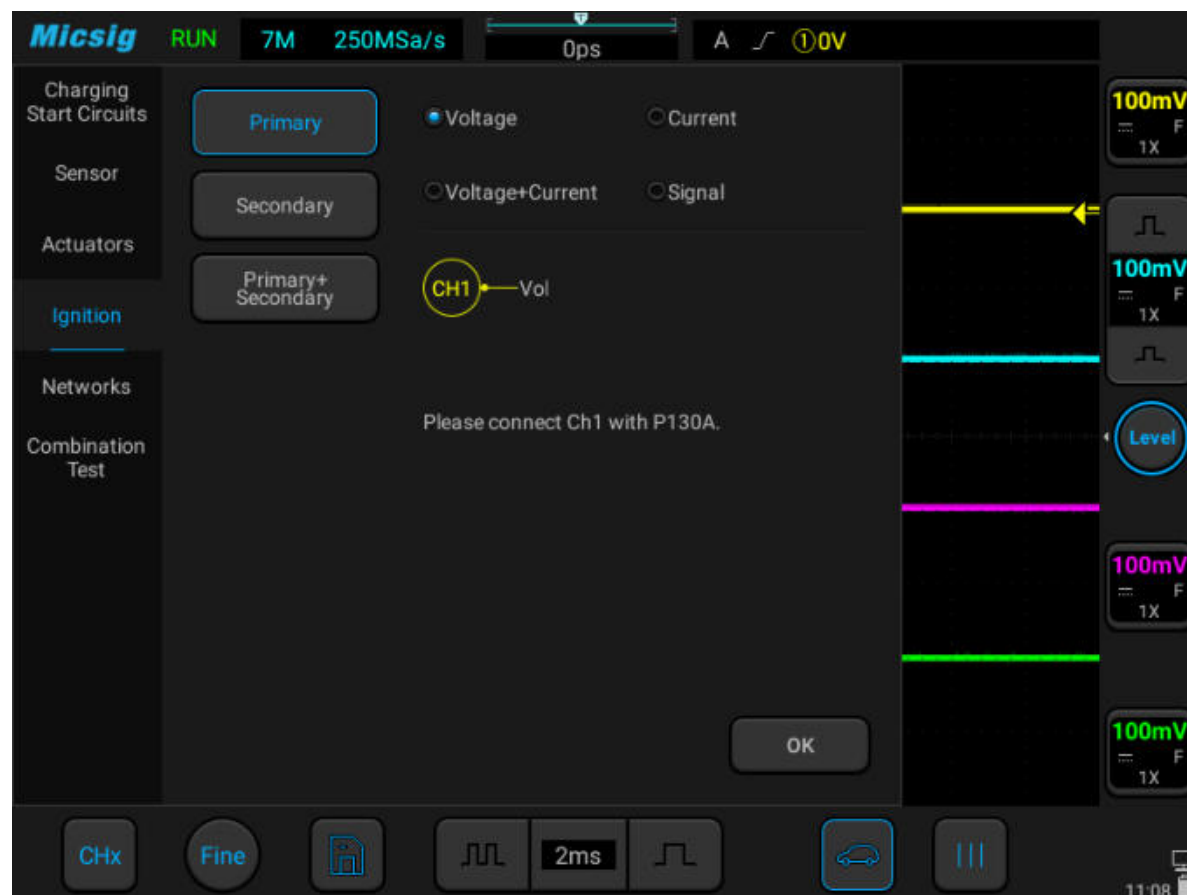 Micsig RUN 7M 250MSa/s 0ps A ①0V
Charging
Start Circuits
Sensor
Actuators
Ignition
Networks
Combination
Test
Primary
Secondary
Primary+
Secondary
Voltage Current
Voltage+Current Signal
CH1 Vol
Please connect Ch1 with P130A.
OK
100mV
F
1X
100mV
F
1X
Level
100mV
F
1X
100mV
F
1X
CHx Fine 2ms
11:08